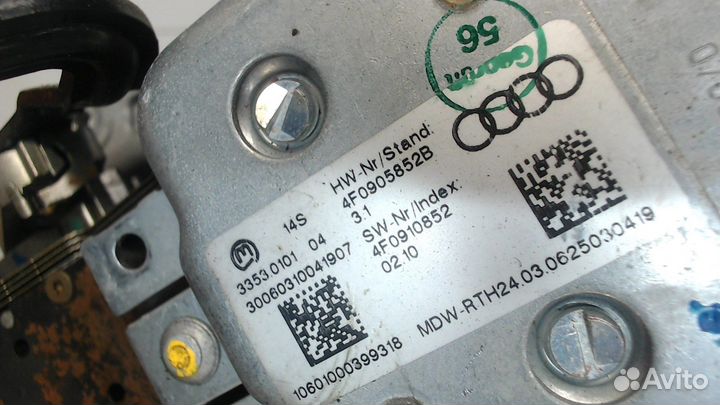 56
Geprüft
14S
3353.0101 04
30060310041907
HW-Nr/Stand:
4F0905852B
3.1
SW-Nr/Index:
4F0910852
02.10
10601000399318
MDW-RTH24.03.0625030419
Avito